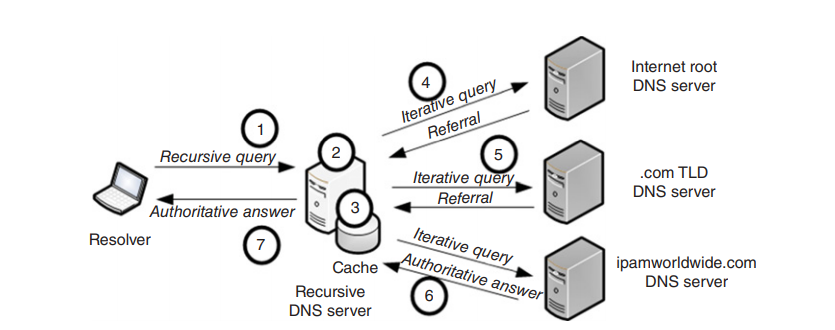 4
Iterative query
Referral
Internet root
DNS server
1
Recursive query
2
5
Iterative query
Referral
.com TLD
DNS server
3
Authoritative answer
Resolver
7
Cache
Recursive
DNS server
Iterative query
Authoritative answer
6
ipamworldwide.com
DNS server